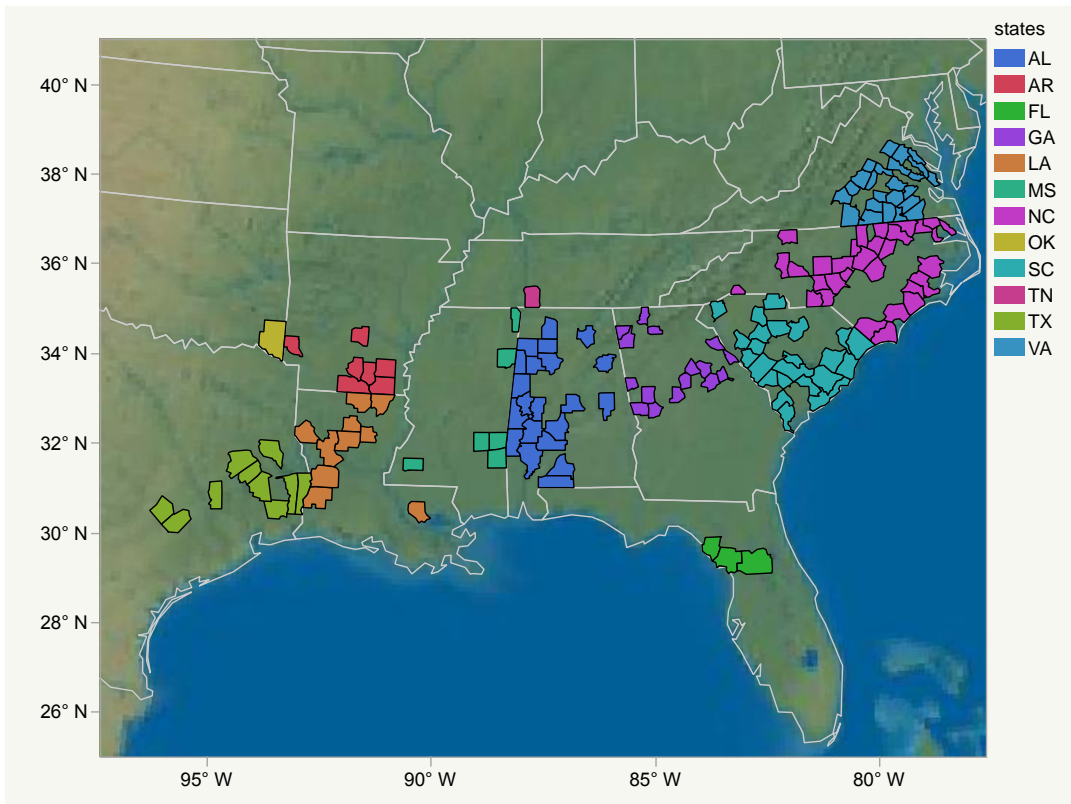 states
AL
AR
FL
GA
LA
MS
NC
OK
SC
TN
TX
VA
40° N
38° N
36° N
34° N
32° N
30° N
28° N
26° N
95° W
90° W
85° W
80° W